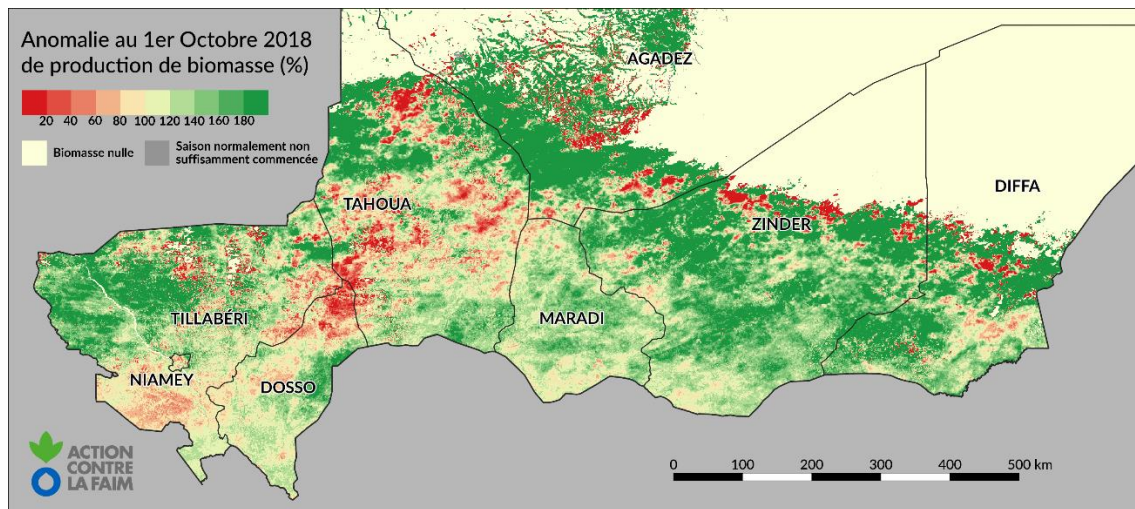 Anomalie au 1er Octobre 2018
de production de biomasse (%)
20 40 60 80 100 120 140 160 180
Biomasse nulle
Saison normalement non
suffisamment commencée
AGADEZ
DIFFA
TAHOUA
ZINDER
TILLABÉRI
MARADI
NIAMEY
DOSSO
ACTION
CONTRE
LA FAIM
0 100 200 300 400 500 km